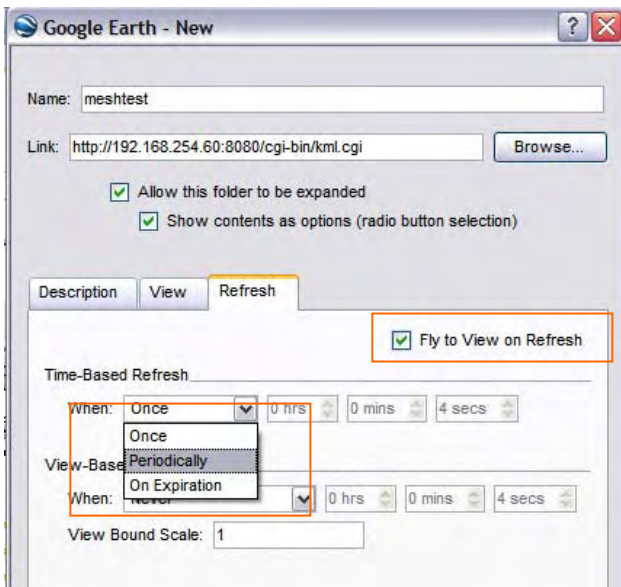 Google Earth - New
Name: meshtest
Link: http://192.168.254.60:8080/cgi-bin/kml.cgi Browse...
Allow this folder to be expanded
Show contents as options (radio button selection)
Description View Refresh
Fly to View on Refresh
Time-Based Refresh
When: Once 0 hrs 0 mins 4 secs
Once
View-Base Periodically
On Expiration
When: 0 hrs 0 mins 4 secs
View Bound Scale: 1